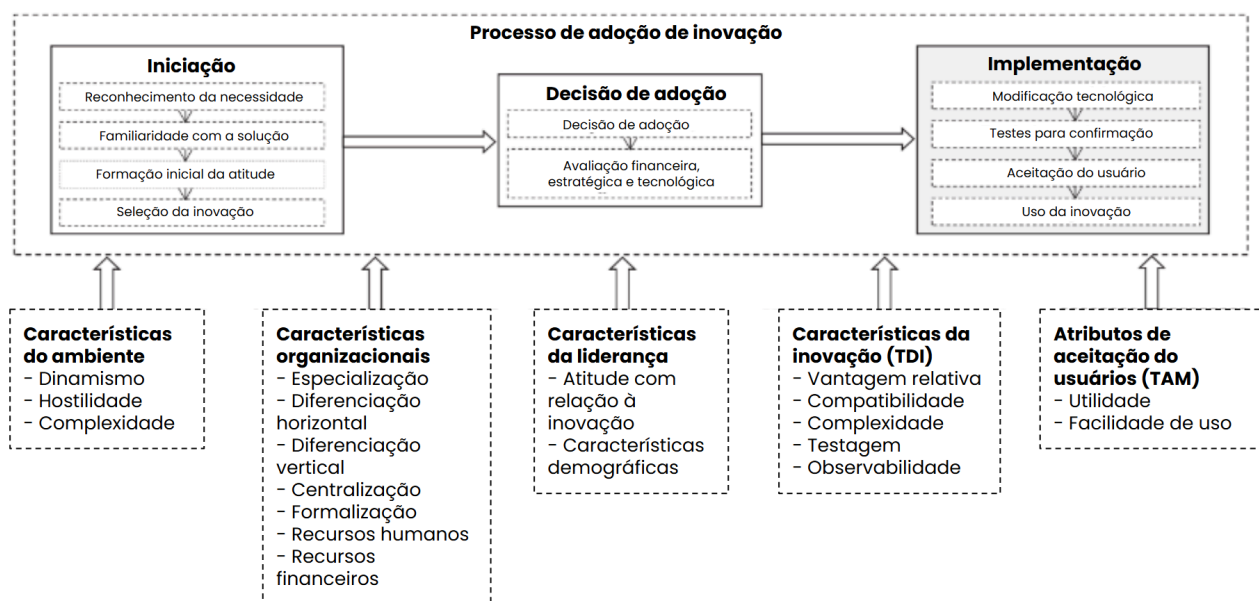 Processo de adoção de inovação
Iniciação
Reconhecimento da necessidade
Familiaridade com a solução
Formação inicial da atitude
Seleção da inovação
Decisão de adoção
Decisão de adoção
Avaliação financeira,
estratégica e tecnológica
Implementação
Modificação tecnológica
Testes para confirmação
Aceitação do usuário
Uso da inovação
Características
do ambiente
- Dinamismo
- Hostilidade
- Complexidade
Características
organizacionais
- Especialização
- Diferenciação
horizontal
- Diferenciação
vertical
- Centralização
- Formalização
- Recursos humanos
- Recursos
financeiros
Características
da liderança
- Atitude com
relação à
inovação
- Características
demográficas
Características da
inovação (TDI)
- Vantagem relativa
- Compatibilidade
- Complexidade
- Testagem
- Observabilidade
Atributos de
aceitação do
usuários (TAM)
- Utilidade
- Facilidade de uso